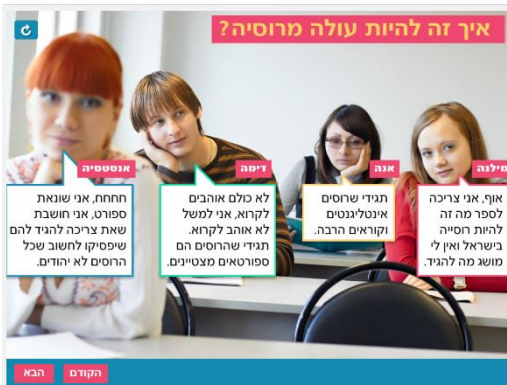 איך זה להיות עולה מרוסיה?
מילנה
אוף, אני צריכה
לספר מה זה
להיות רוסייה
בישראל ואין לי
מושג מה להגיד.
אנה
תגידי שרוסים
אינטליגנטים
וקוראים הרבה.
דימה
לא כולם אוהבים
לקרוא, אני למשל
לא אוהב לקרוא.
תגידי שהרוסים הם
ספורטאים מצטיינים.
אנסטסיה
חחחח, אני שונאת
ספורט, אני חושבת
שאת צריכה להגיד להם
שיפסיקו לחשוב שכל
הרוסים לא יהודים.
הקודם
הבא